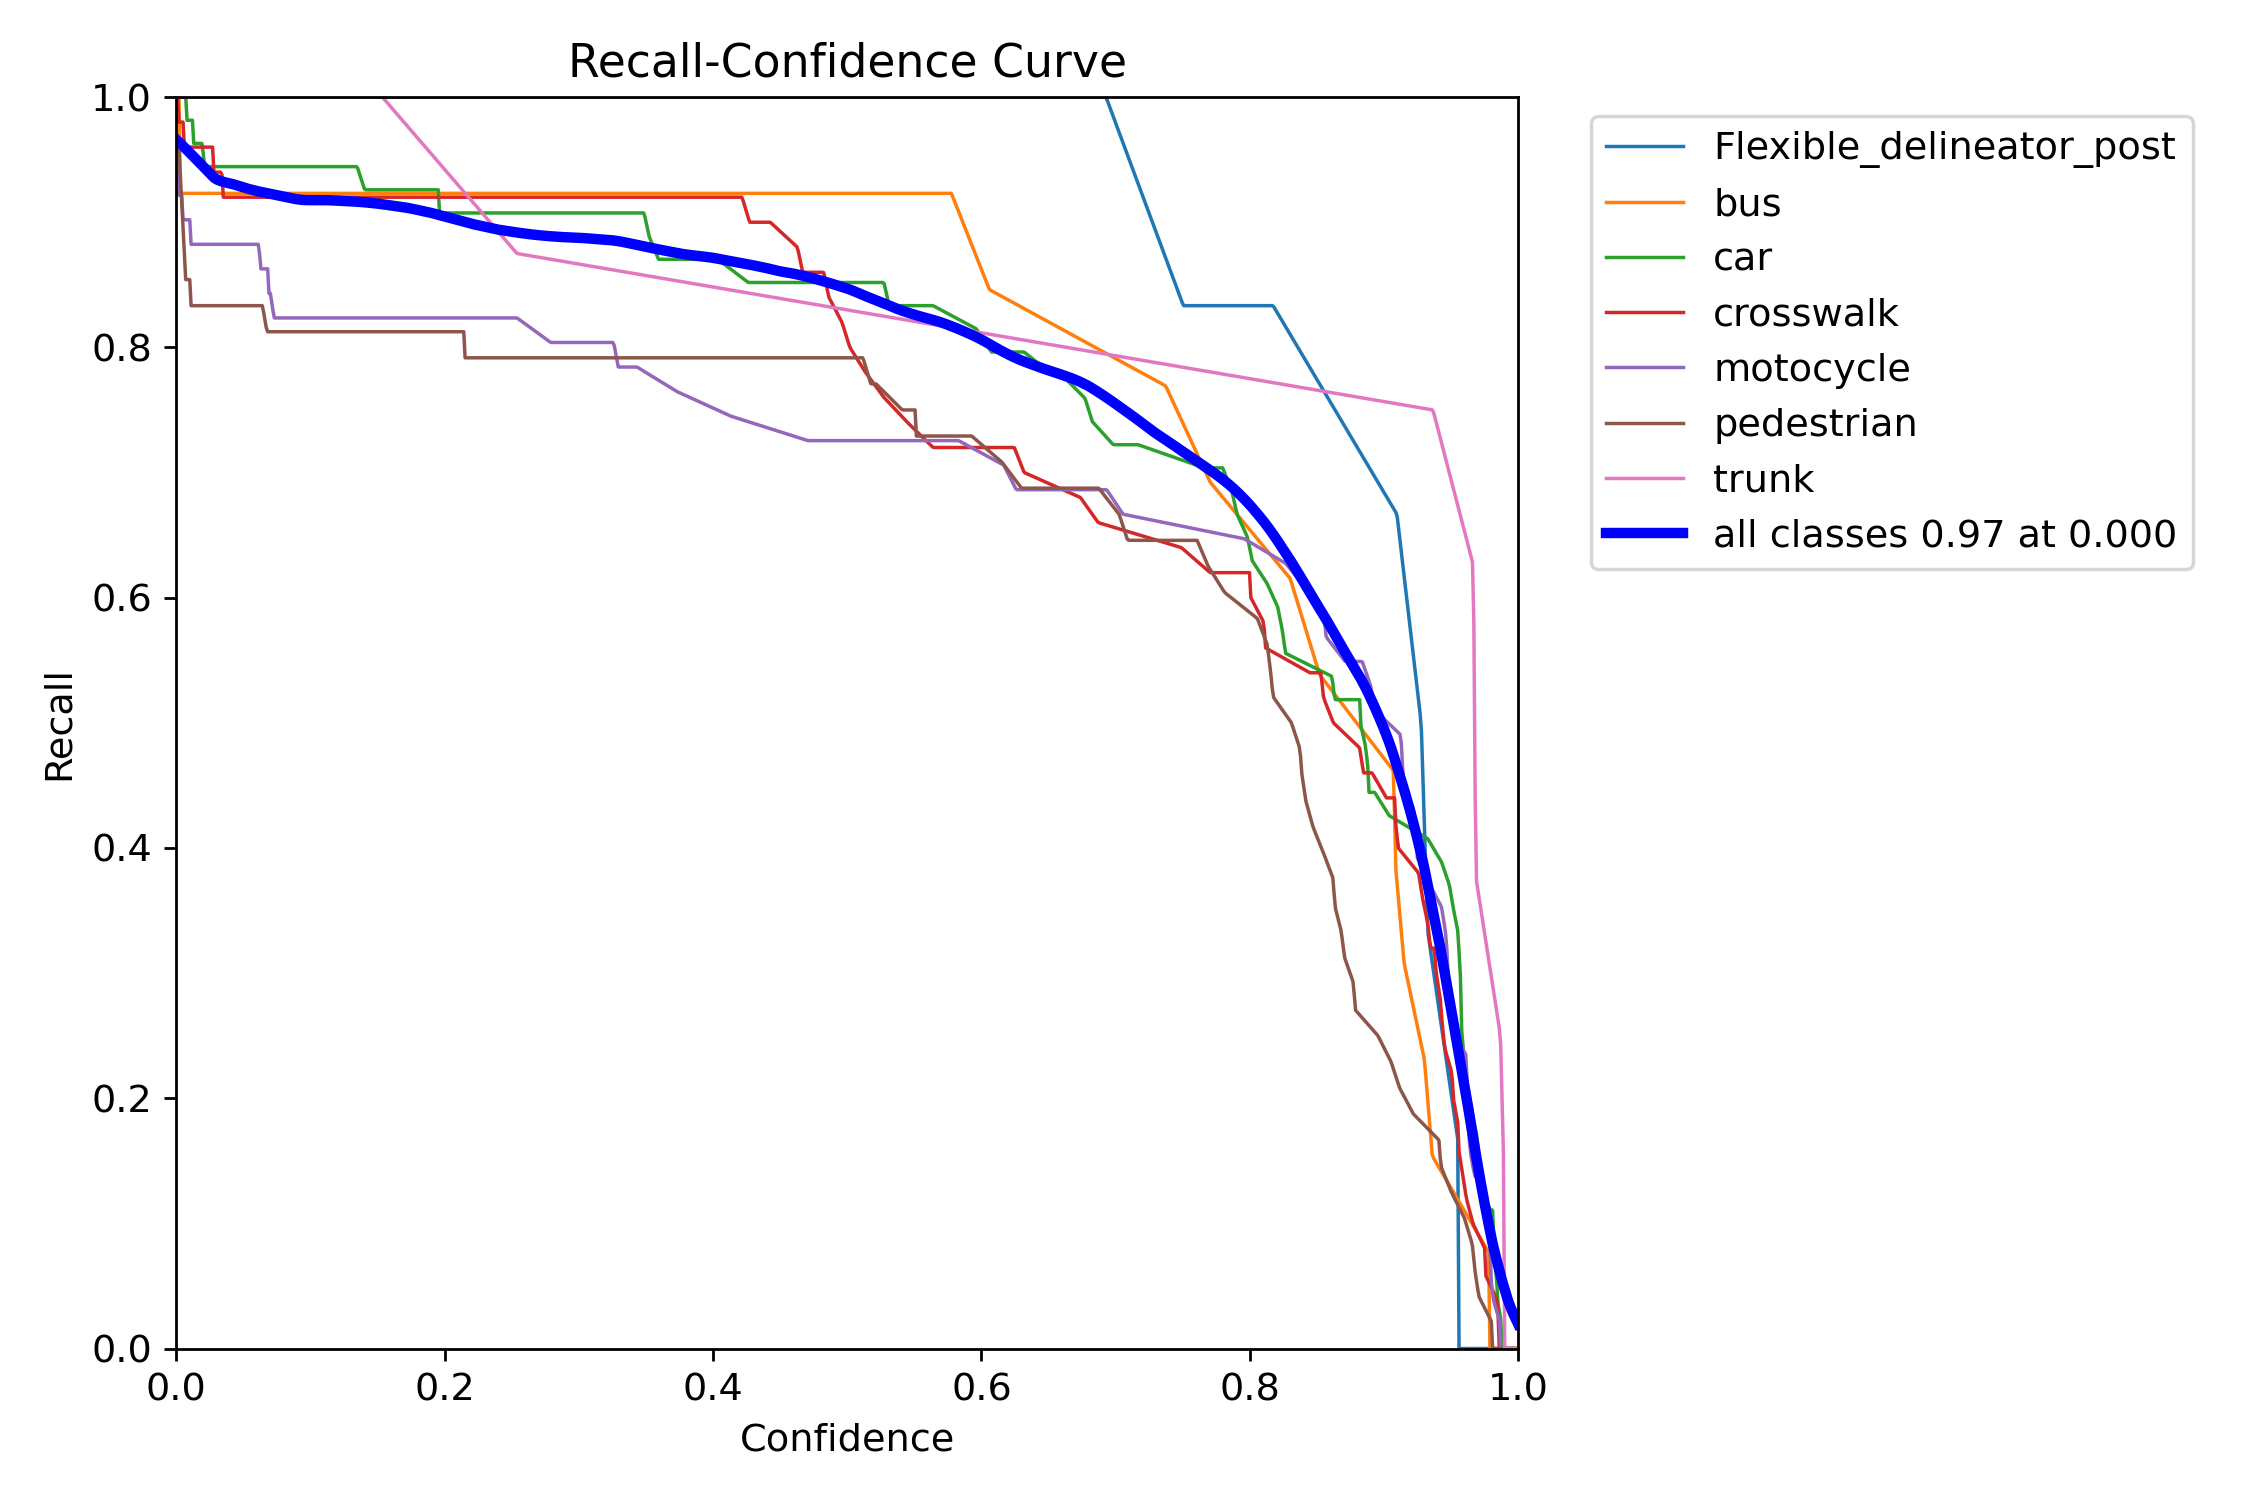 Recall-Confidence Curve
1.0
0.8
0.6
0.4
0.2
0.0
Recall
0.0 0.2 0.4 0.6 0.8 1.0
Confidence
Flexible_delineator_post
bus
car
crosswalk
motocycle
pedestrian
trunk
all classes 0.97 at 0.000